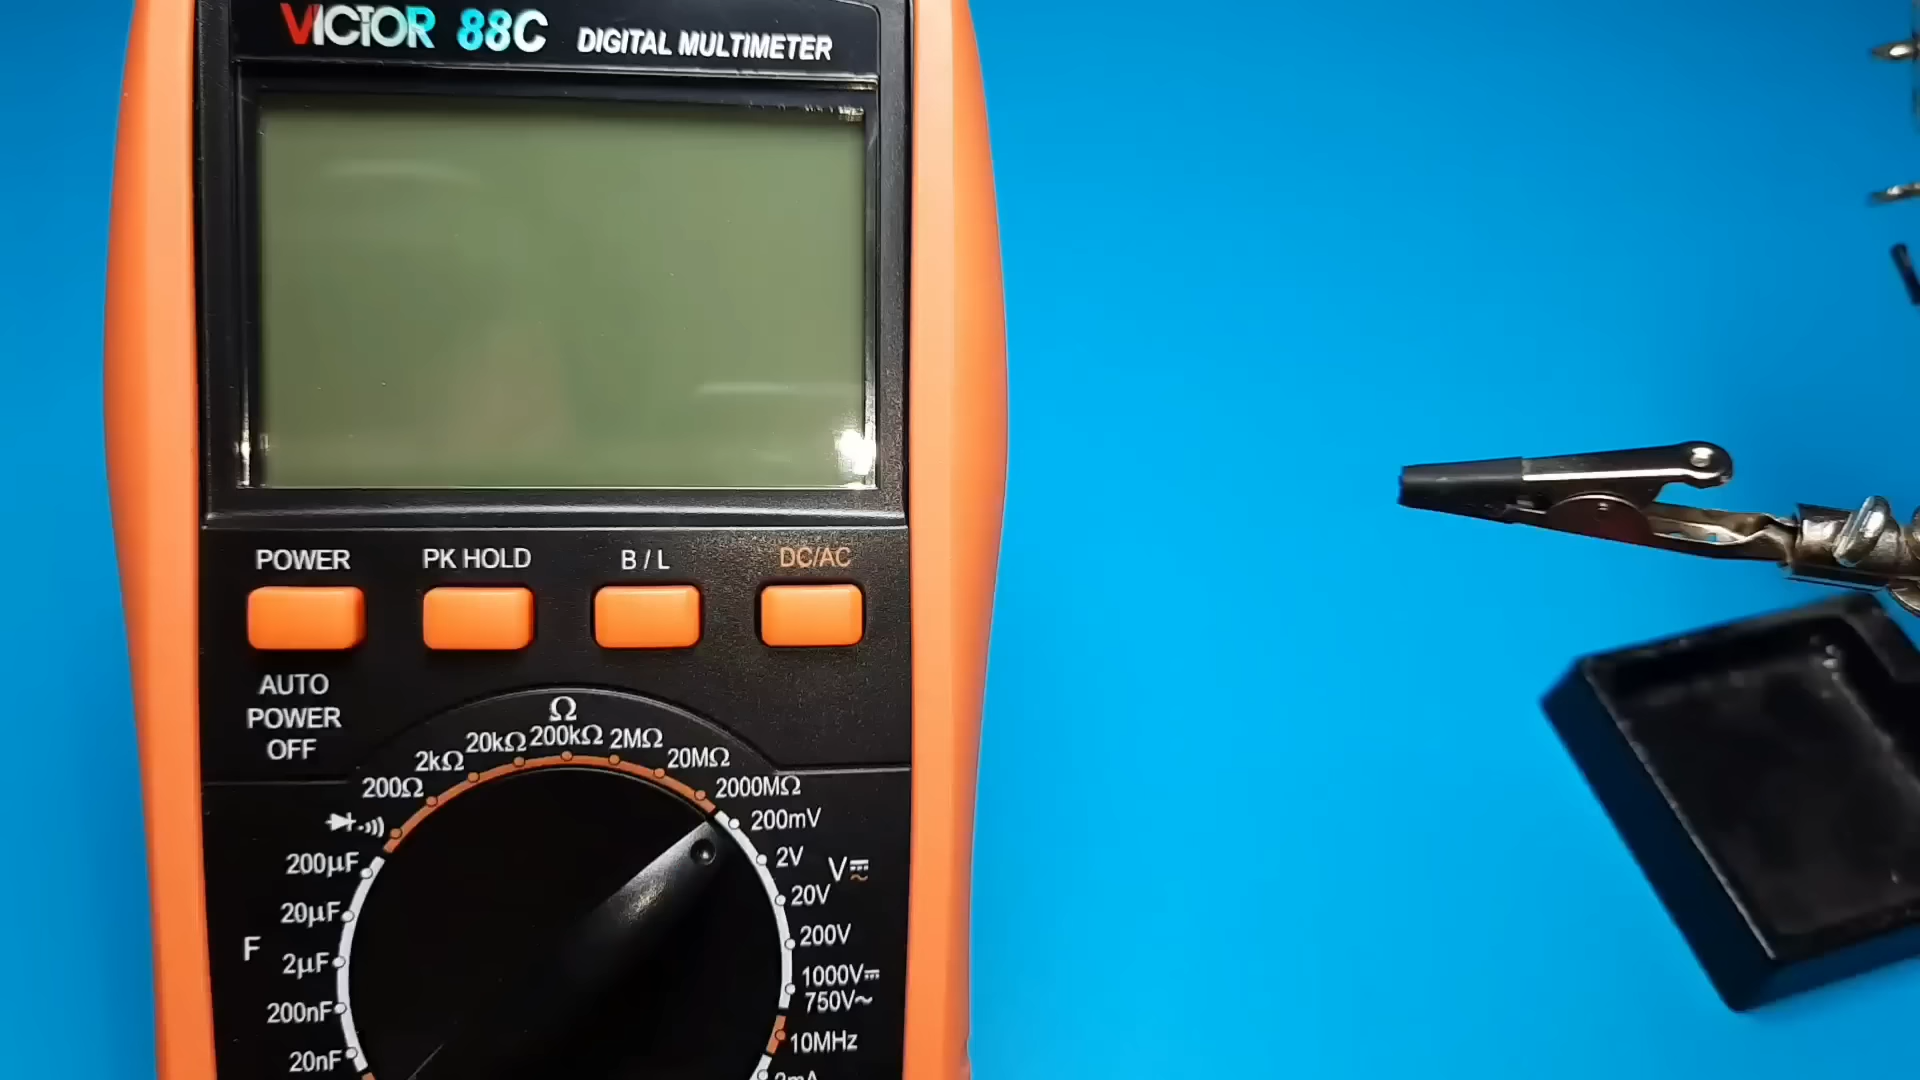 VICTOR 88C DIGITAL MULTIMETER
POWER PK HOLD B / L DC/AC
AUTO
POWER
OFF
Ω
200Ω 2kΩ 20kΩ 200kΩ 2MΩ 20MΩ 2000MΩ
200mV
2V
V
20V
200V
1000V
750V~
10MHz
2mA
200µF
20µF
F
2µF
200nF
20nF